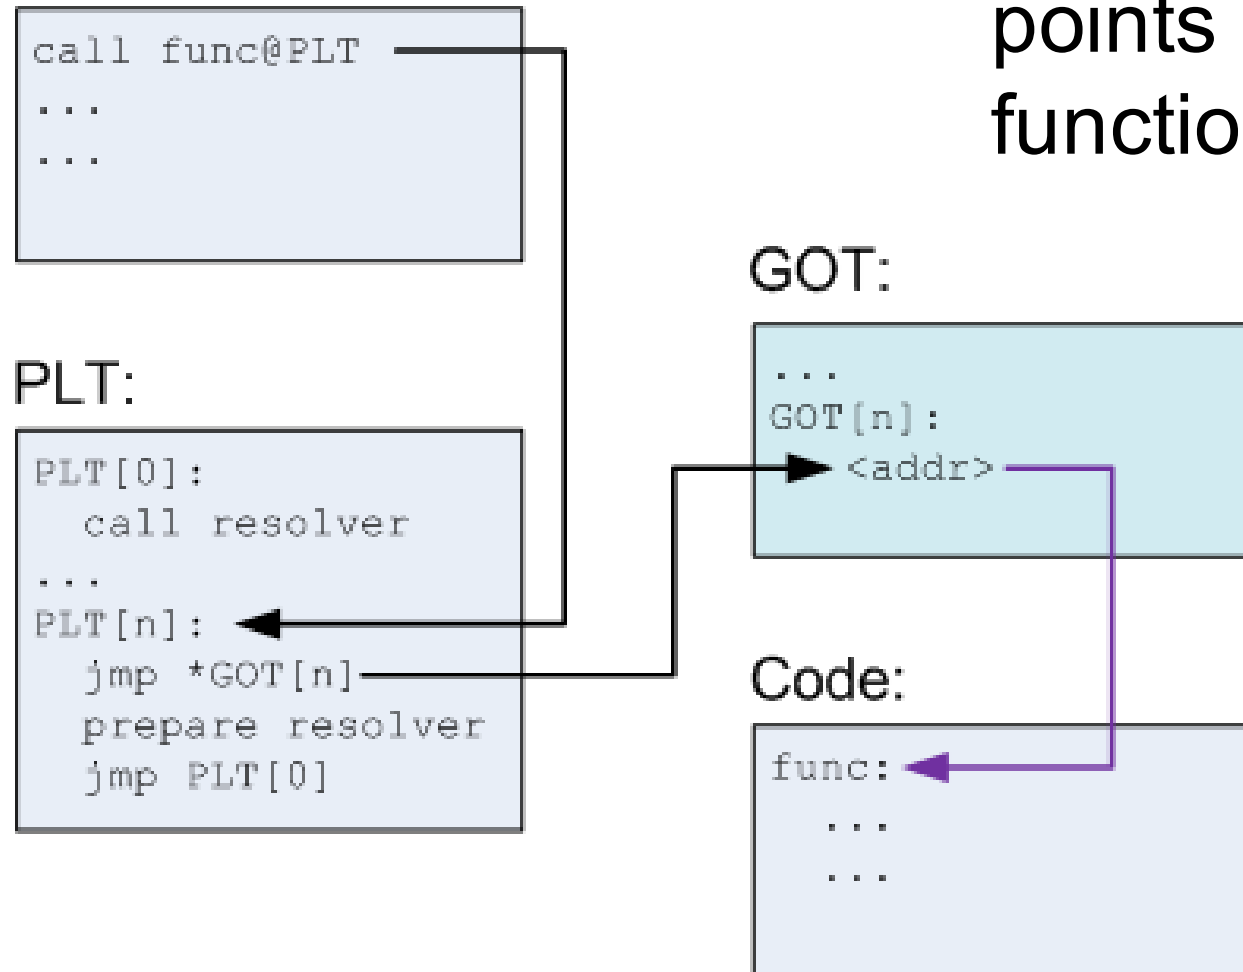 call func@PLT
...
...
PLT:
PLT[0]:
call resolver
...
PLT[n]:
jmp *GOT[n]
prepare resolver
jmp PLT[0]
points
functio
GOT:
...
GOT[n]:
<addr>
Code:
func:
...
...